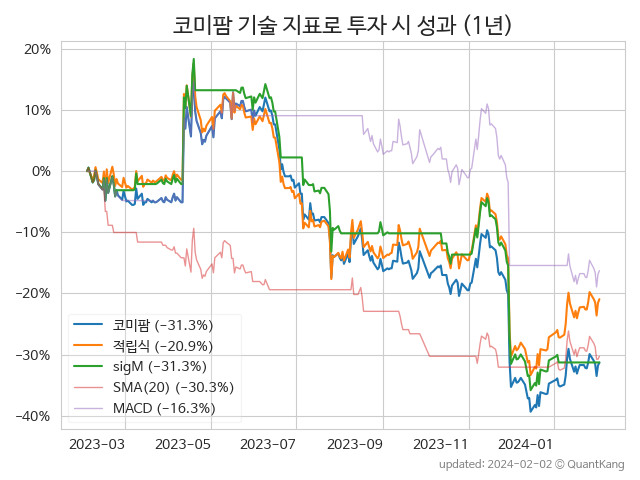 코미팜 기술 지표로 투자 시 성과 (1년)
20%
10%
0%
−10%
−20%
−30%
−40%
코미팜 (−31.3%)
적립식 (−20.9%)
sigM (−31.3%)
SMA(20) (−30.3%)
MACD (−16.3%)
2023−03
2023−05
2023−07
2023−09
2023−11
2024−01
updated: 2024−02−02 © QuantKang